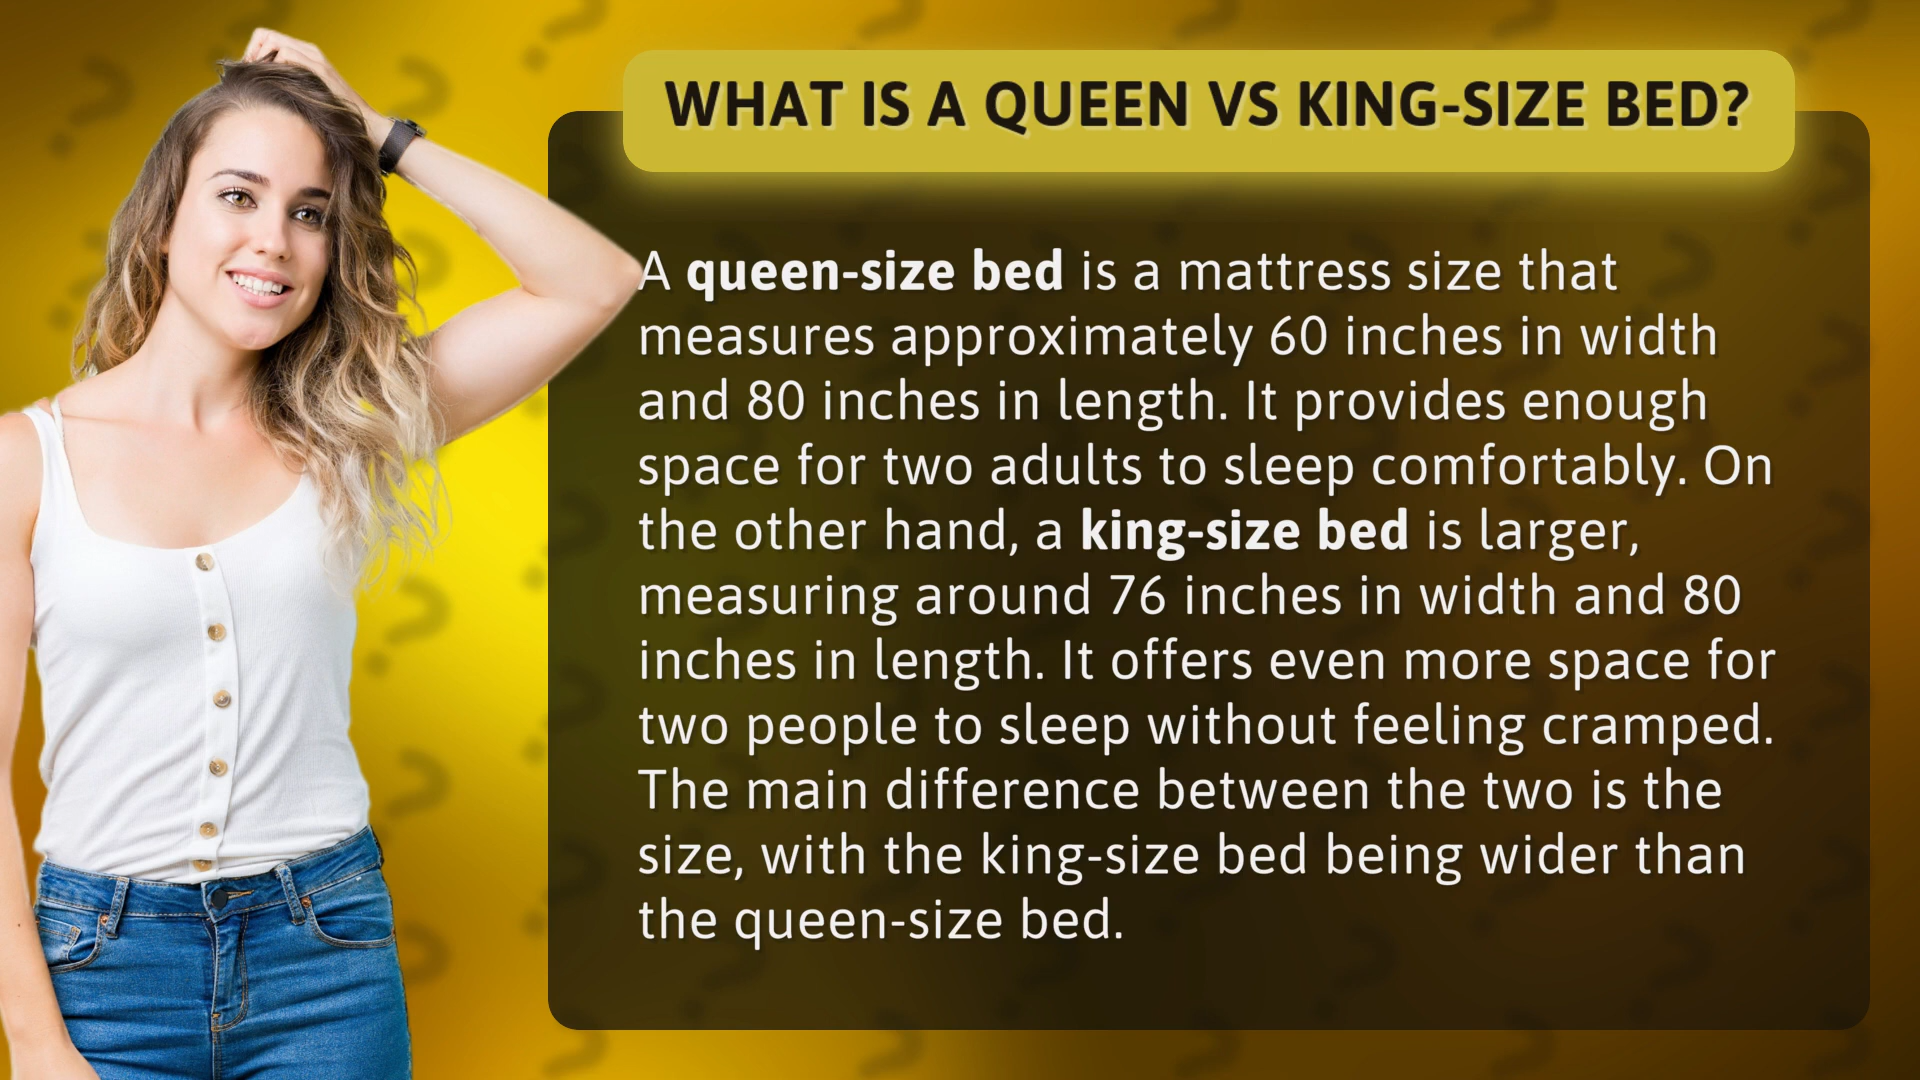 WHAT IS A QUEEN VS KING-SIZE BED?
A queen-size bed is a mattress size that
measures approximately 60 inches in width
and 80 inches in length. It provides enough
space for two adults to sleep comfortably. On
the other hand, a king-size bed is larger,
measuring around 76 inches in width and 80
inches in length. It offers even more space for
two people to sleep without feeling cramped.
The main difference between the two is the
size, with the king-size bed being wider than
the queen-size bed.